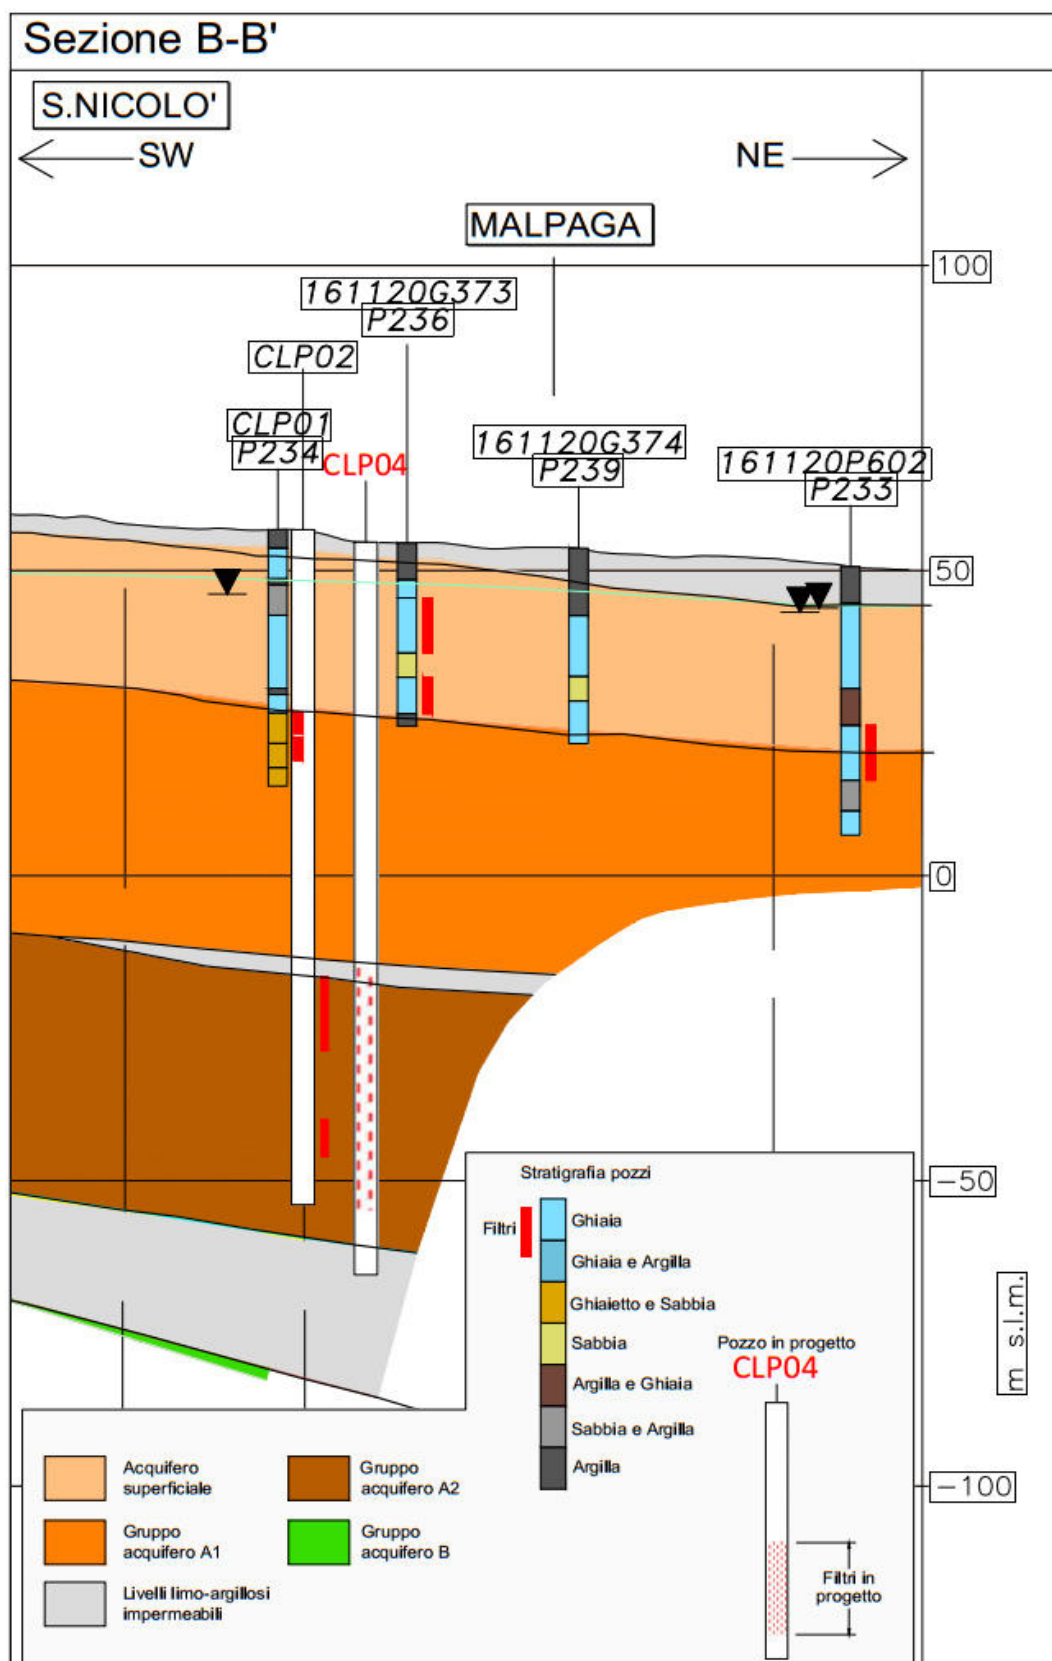 Sezione B-B'
S.NICOLO'
SW
NE
MALPAGA
100
161120G373
P236
CLP02
CLP01
P234
CLP04
161120G374
P239
161120P602
P233
50
0
-50
Stratigrafia pozzi
Filtri
Ghiaia
Ghiaia e Argilla
Ghiaietto e Sabbia
Sabbia
Argilla e Ghiaia
Sabbia e Argilla
Argilla
Pozzo in progetto
CLP04
m s.l.m.
-100
Acquifero
superficiale
Gruppo
acquifero A2
Gruppo
acquifero A1
Gruppo
acquifero B
Livelli limo-argillosi
impermeabili
Filtri in
progetto